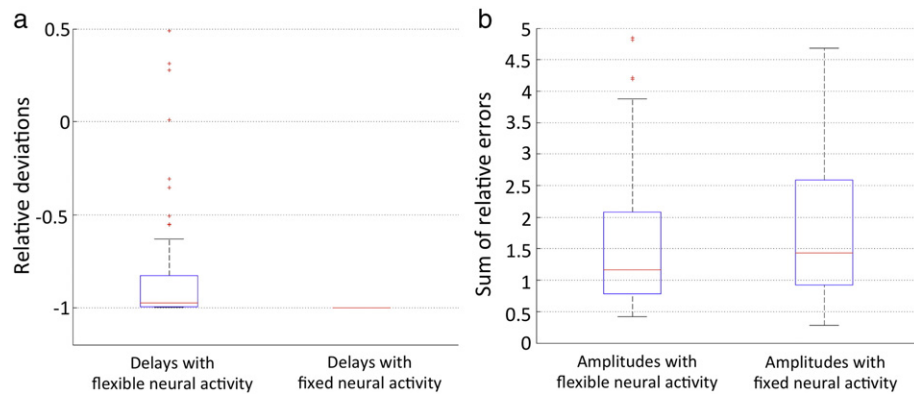 a
0.5
0
-0.5
-1
Relative deviations
Delays with
flexible neural activity
Delays with
fixed neural activity
b
5
4.5
4
3.5
3
2.5
2
1.5
1
0.5
0
Sum of relative errors
Amplitudes with
flexible neural activity
Amplitudes with
fixed neural activity